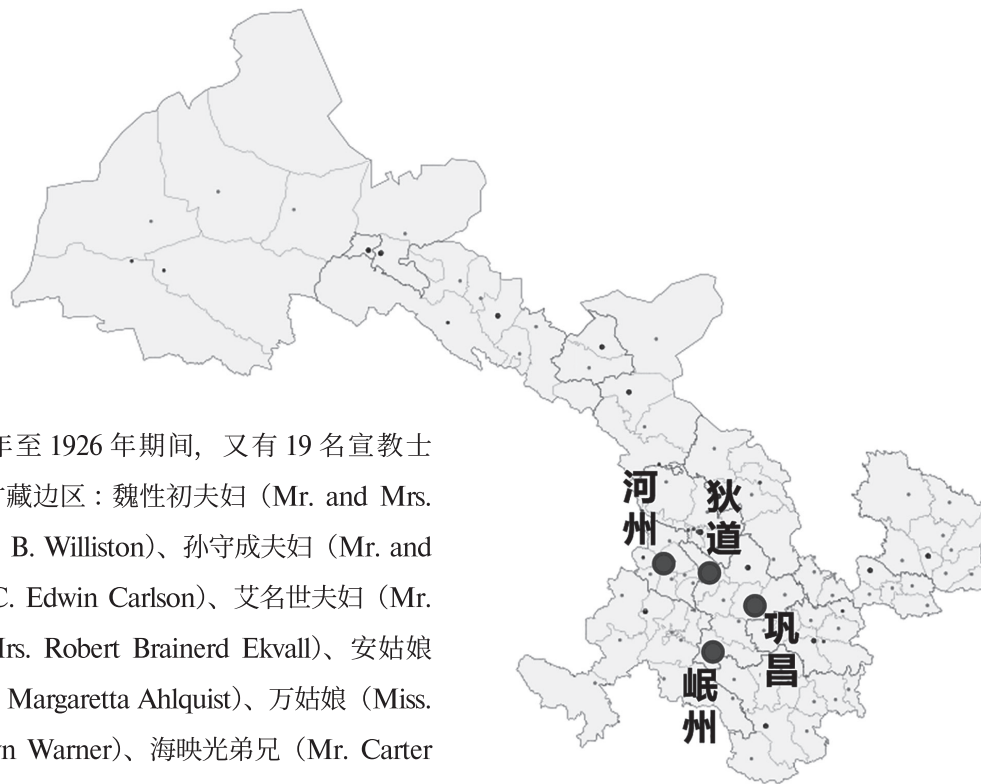 年至 1926 年期间，又有 19 名宣教士
藏边区：魏性初夫妇（Mr. and Mrs.
B. Williston）、孙守成夫妇（Mr. and
C. Edwin Carlson）、艾名世夫妇（Mr.
Mrs. Robert Brainerd Ekvall）、安姑娘
Margaretta Ahlquist）、万姑娘（Miss.
Warner）、海映光弟兄（Mr. Carter
河州
狄道
巩昌
岷州